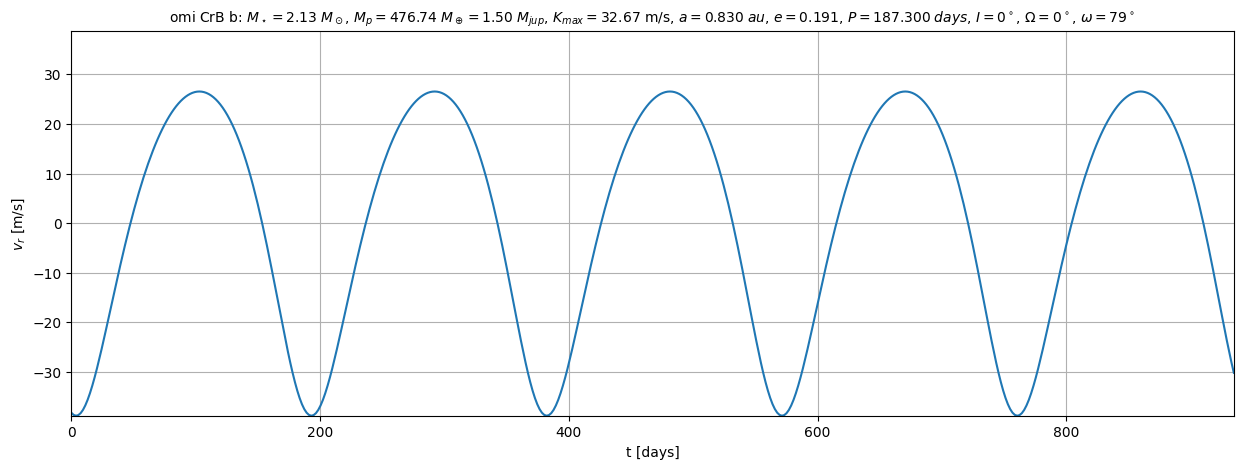 omi CrB b: $M_\star = 2.13\ M_\odot$, $M_p = 476.74\ M_\oplus = 1.50\ M_{jup}$, $K_{max} = 32.67$ m/s, $a = 0.830\ au$, $e = 0.191$, $P = 187.300\ days$, $I = 0^\circ$, $\Omega = 0^\circ$, $\omega = 79^\circ$
30
20
10
0
−10
−20
−30
$v_r$ [m/s]
0 200 400 600 800
t [days]